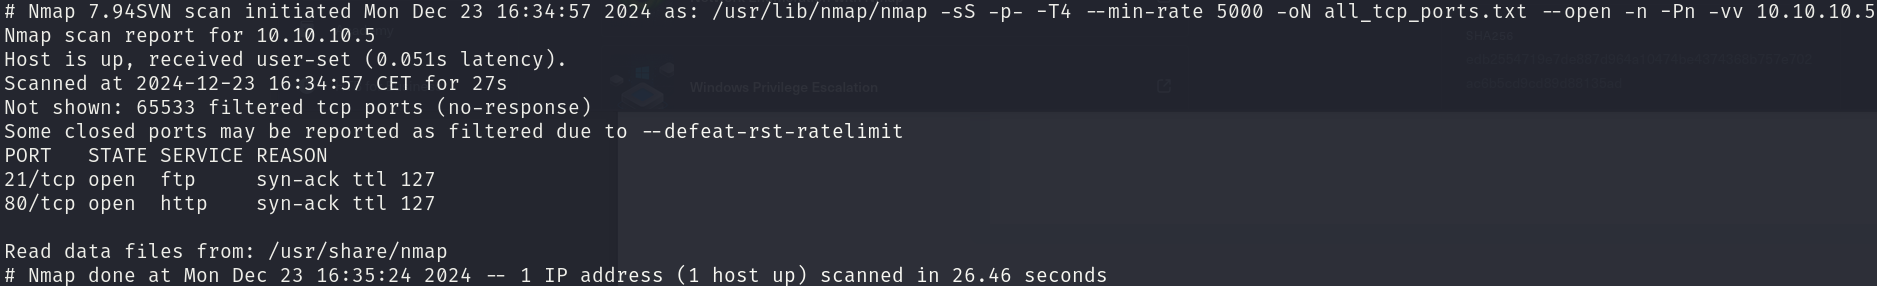 # Nmap 7.94SVN scan initiated Mon Dec 23 16:34:57 2024 as: /usr/lib/nmap/nmap -sS -p- -T4 --min-rate 5000 -oN all_tcp_ports.txt --open -n -Pn -vv 10.10.10.5
Nmap scan report for 10.10.10.5
Host is up, received user-set (0.051s latency).
Scanned at 2024-12-23 16:34:57 CET for 27s
Not shown: 65533 filtered tcp ports (no-response)
Windows Privilege Escalation
Some closed ports may be reported as filtered due to --defeat-rst-ratelimit
PORT   STATE SERVICE REASON
21/tcp open  ftp     syn-ack ttl 127
80/tcp open  http    syn-ack ttl 127
Read data files from: /usr/share/nmap
# Nmap done at Mon Dec 23 16:35:24 2024 -- 1 IP address (1 host up) scanned in 26.46 seconds